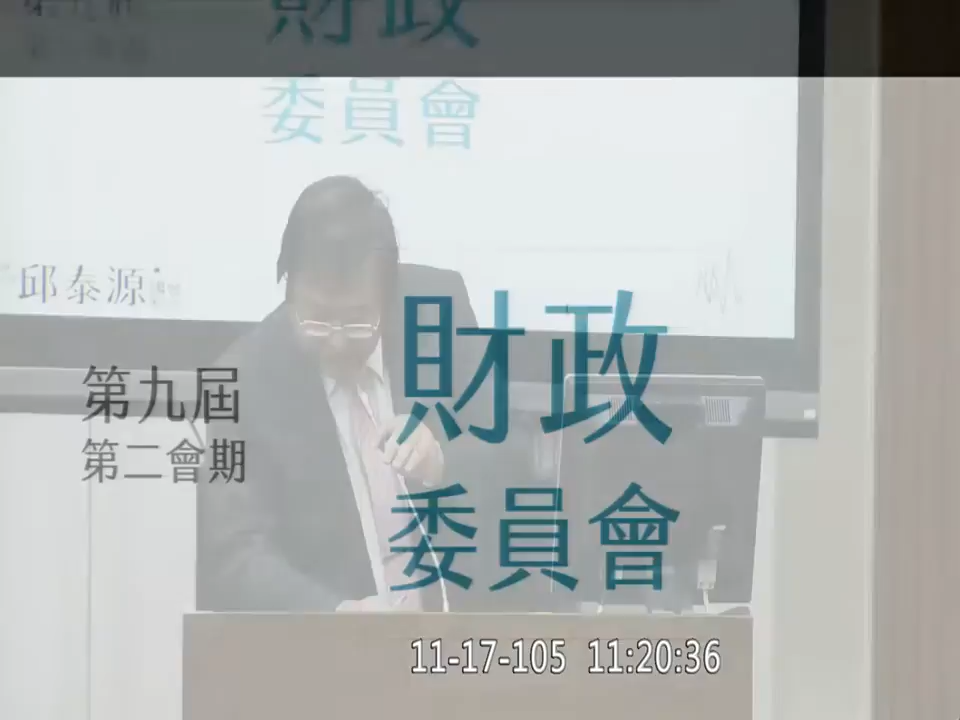 財政
委員會
邱泰源
第九屆
第二會期
財政
委員會
11-17-105 11:20:36